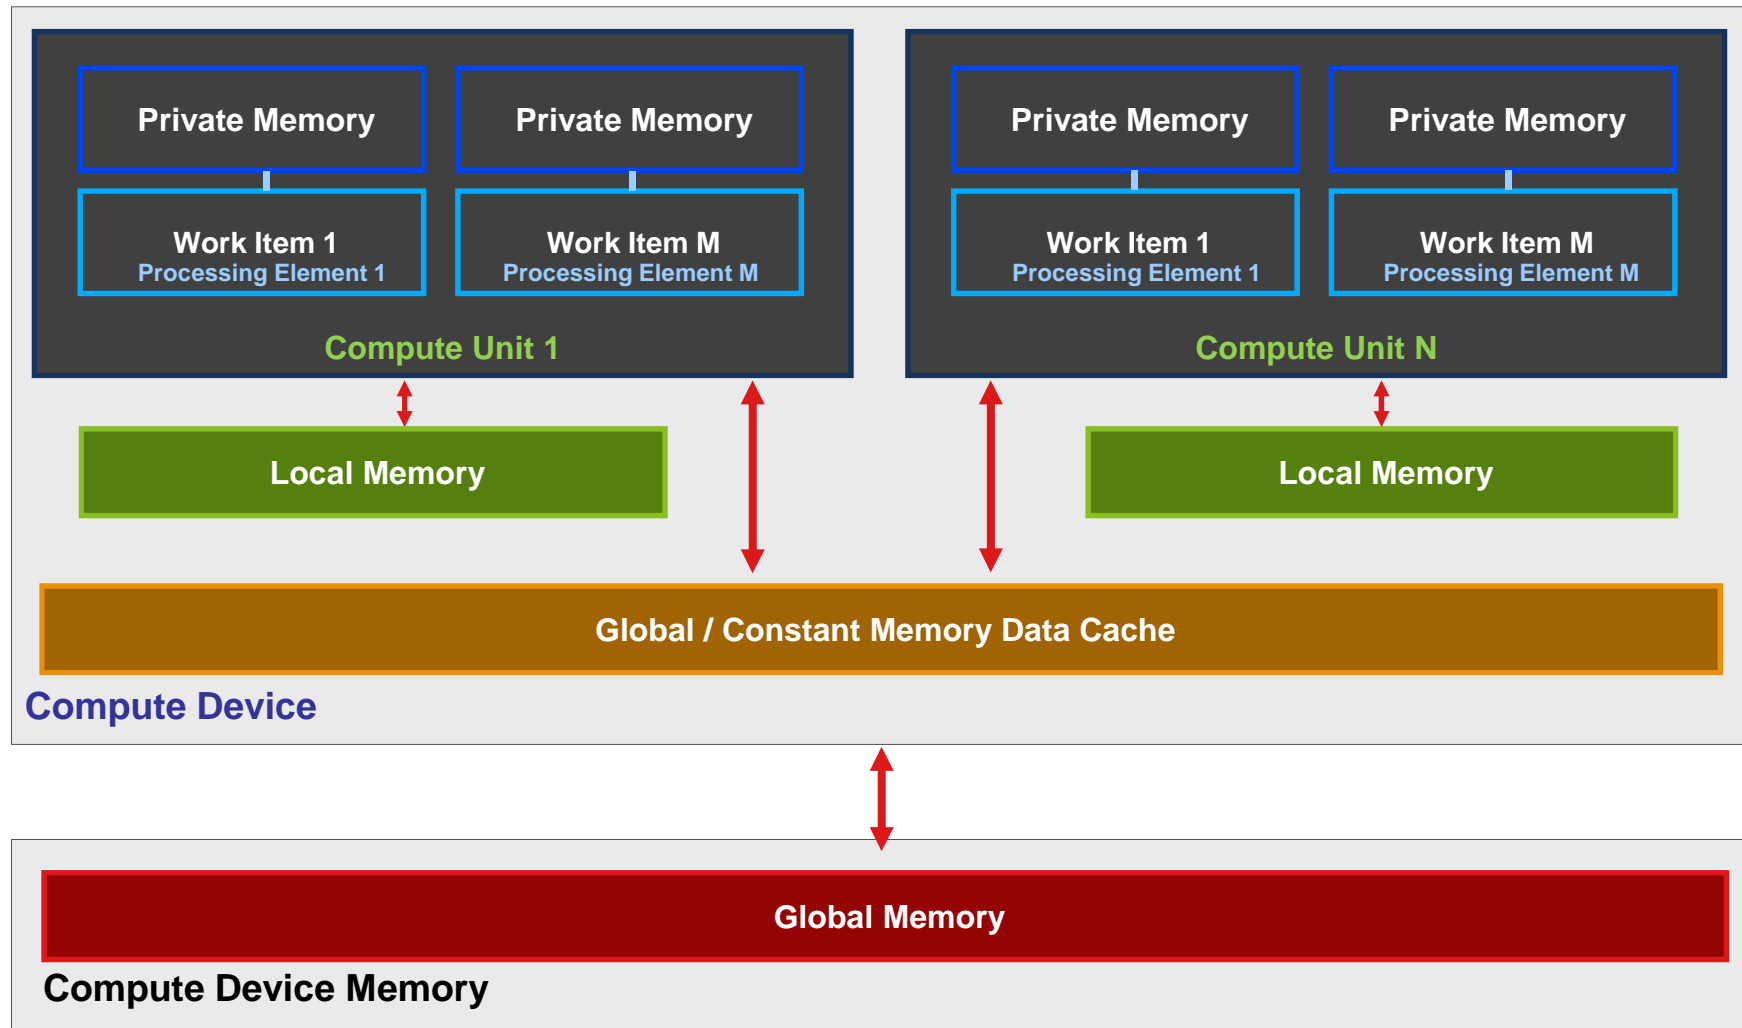 Private Memory
Private Memory
Work Item 1
Processing Element 1
Work Item M
Processing Element M
Compute Unit 1
Private Memory
Private Memory
Work Item 1
Processing Element 1
Work Item M
Processing Element M
Compute Unit N
Local Memory
Local Memory
Global / Constant Memory Data Cache
Compute Device
Global Memory
Compute Device Memory